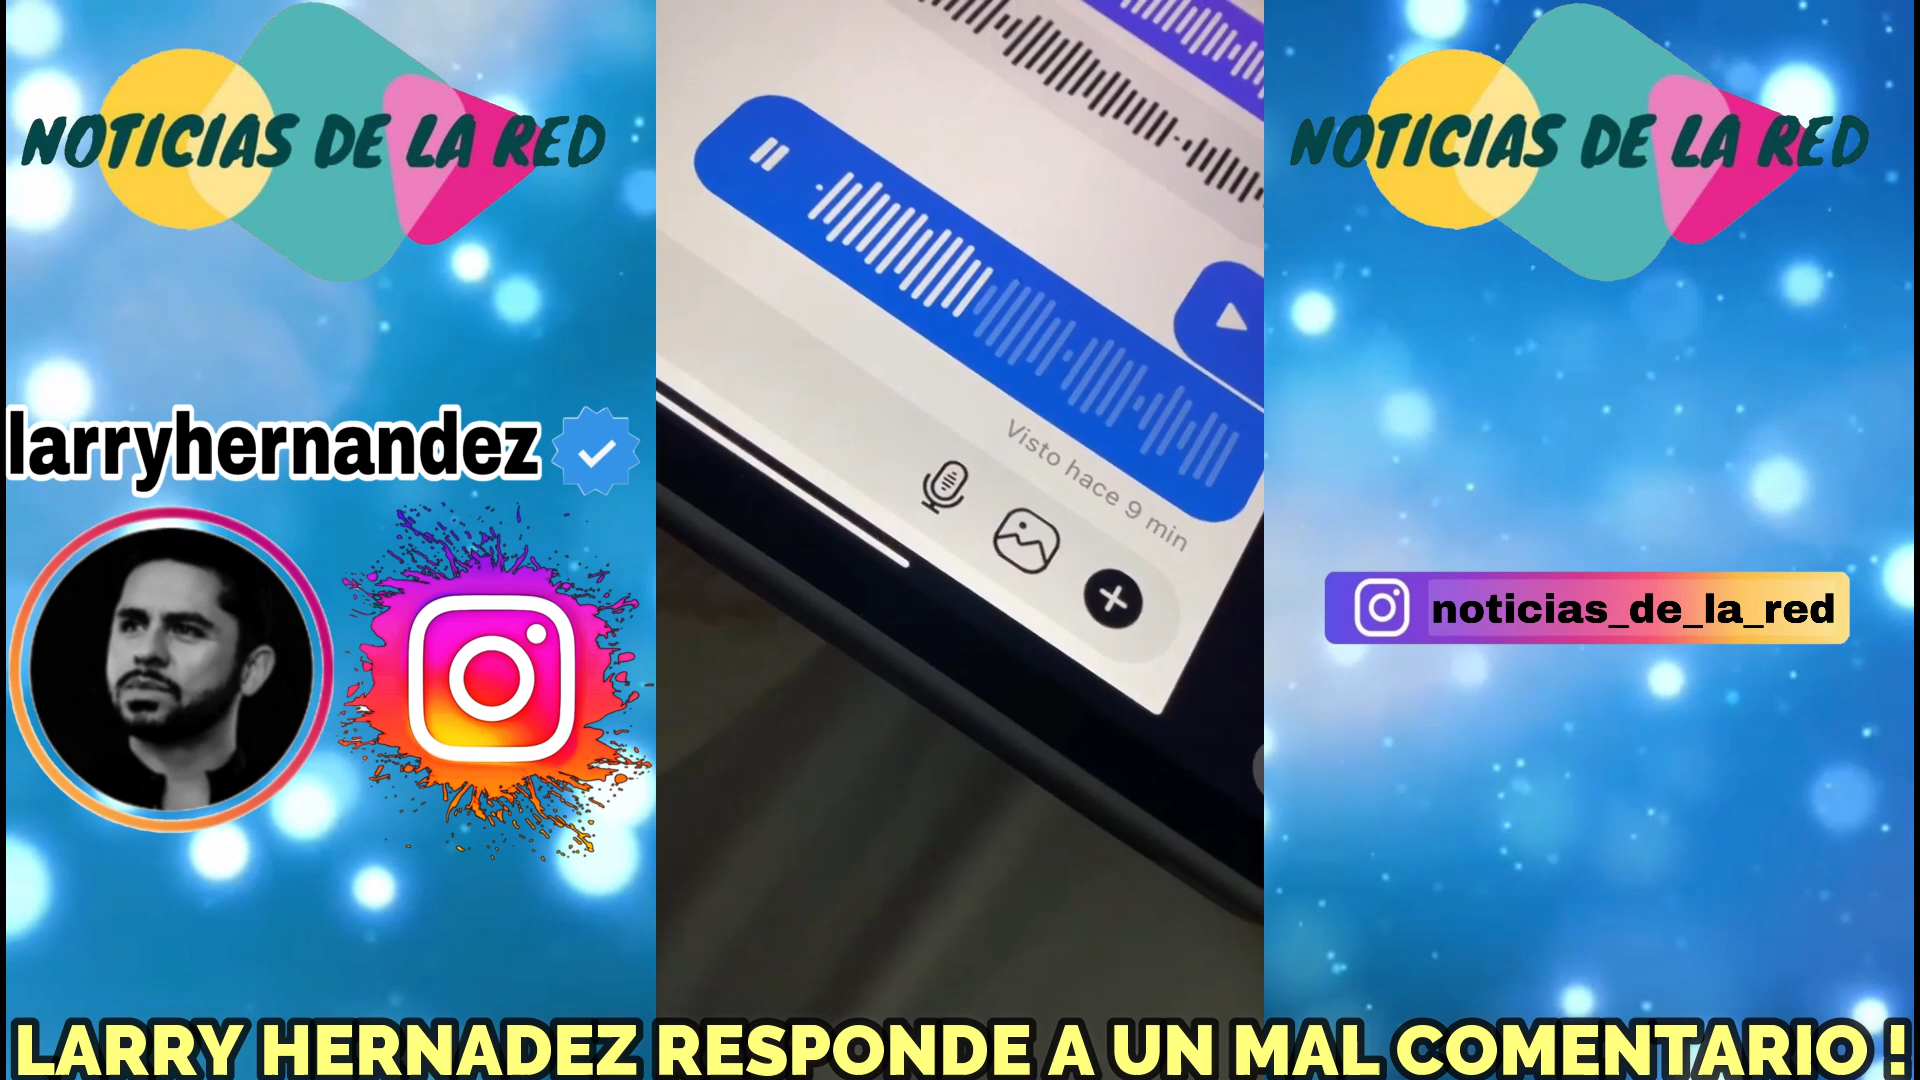 NOTICIAS DE LA RED
NOTICIAS DE LA RED
larryhernandez
Visto hace 9 min
noticias_de_la_red
LARRY HERNADEZ RESPONDE A UN MAL COMENTARIO !